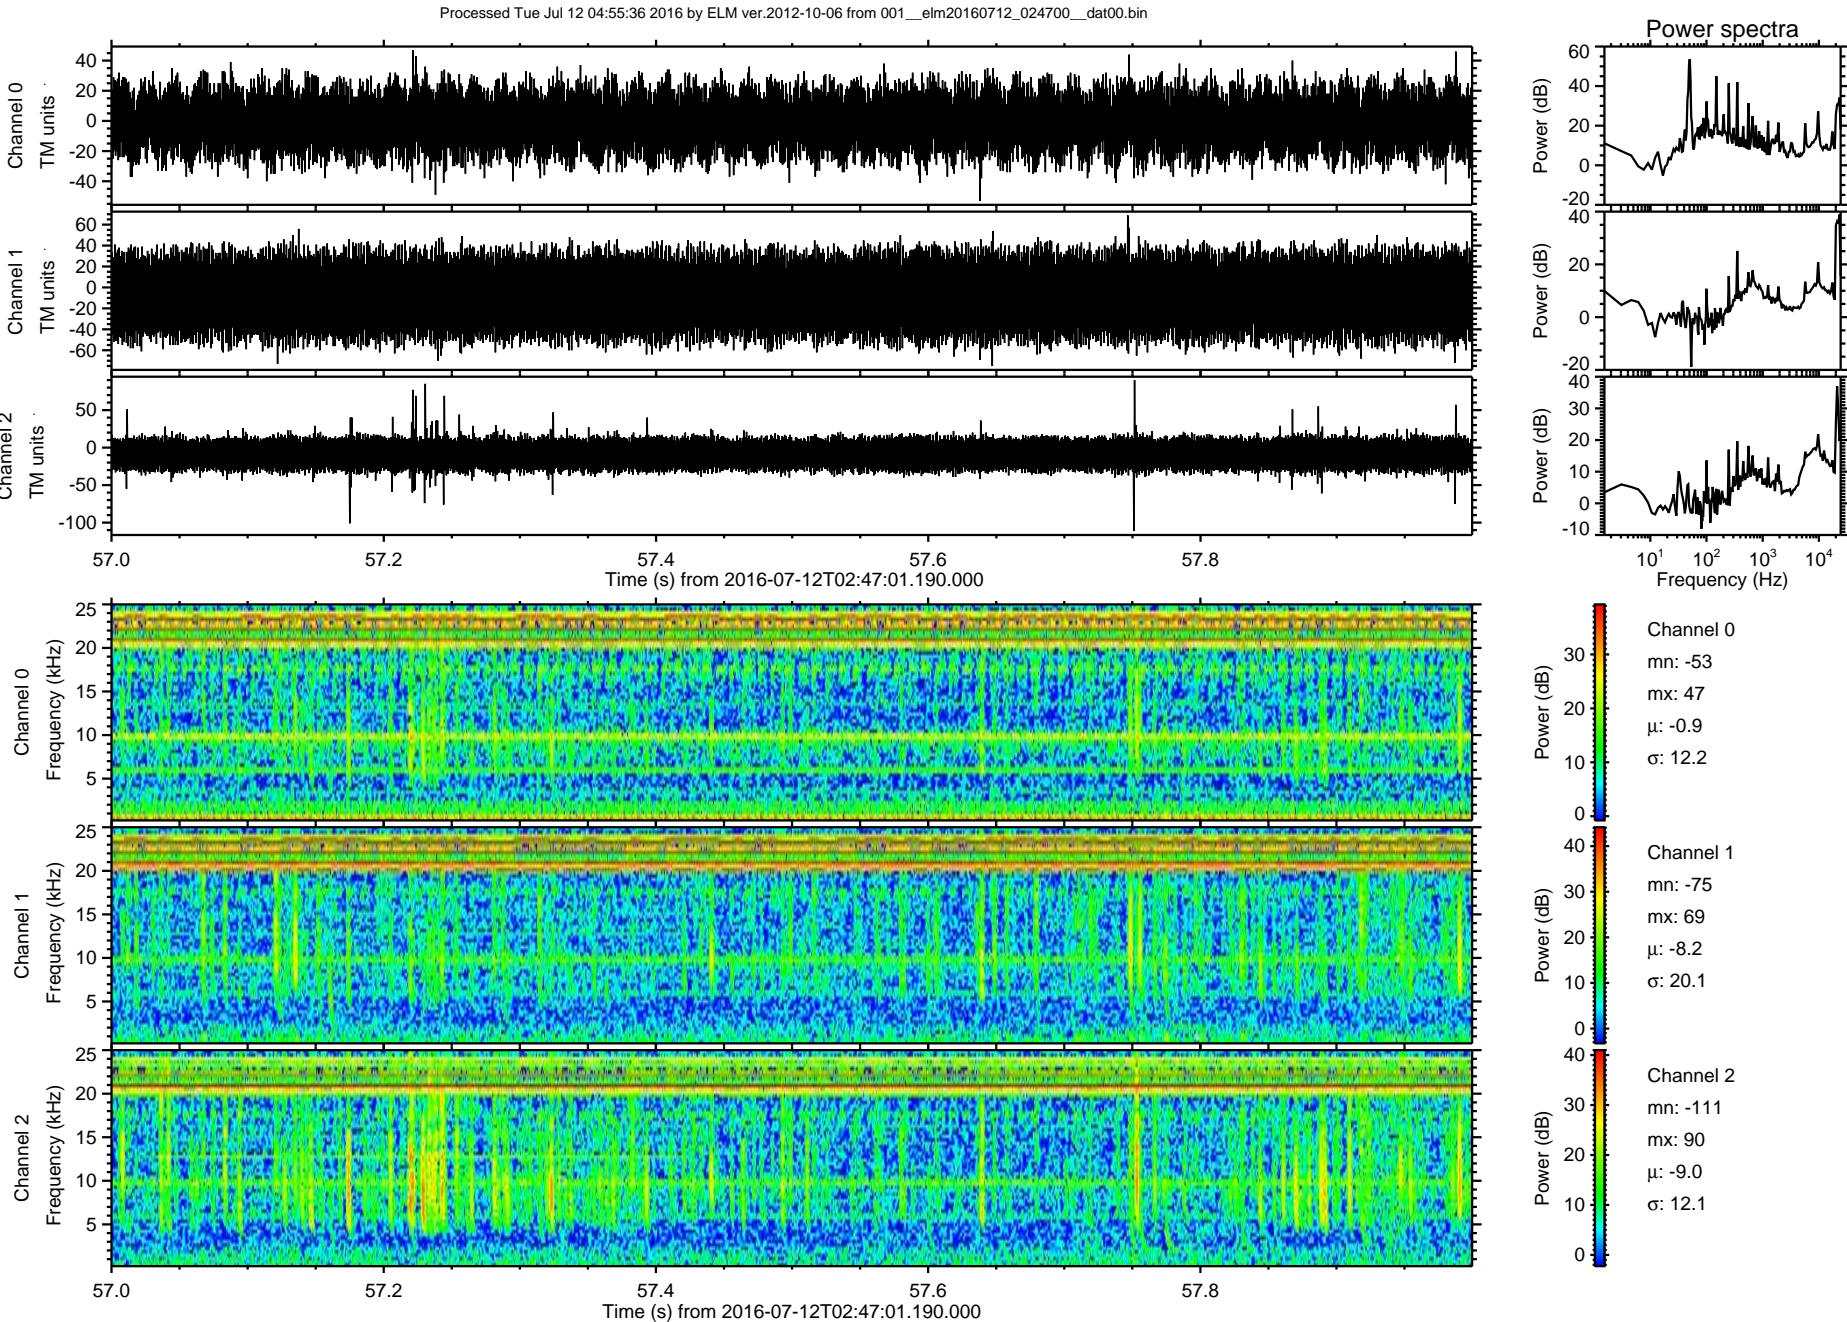 Processed Tue Jul 12 04:55:36 2016 by ELM ver.2012-10-06 from 001__elm20160712_024700__dat00.bin
Power spectra
Channel 0
TM units
40
20
0
-20
-40
Power (dB)
60
40
20
0
-20
Channel 1
TM units
60
40
20
0
-20
-40
-60
Power (dB)
40
20
0
-20
Channel 2
TM units
50
0
-50
-100
Power (dB)
40
30
20
10
0
-10
57.0 57.2 57.4 57.6 57.8
Time (s) from 2016-07-12T02:47:01.190.000
10^1 10^2 10^3 10^4
Frequency (Hz)
Channel 0
Frequency (kHz)
25
20
15
10
5
Power (dB)
30
20
10
0
Channel 0
mn: -53
mx: 47
µ: -0.9
σ: 12.2
Channel 1
Frequency (kHz)
25
20
15
10
5
Power (dB)
40
30
20
10
0
Channel 1
mn: -75
mx: 69
µ: -8.2
σ: 20.1
Channel 2
Frequency (kHz)
25
20
15
10
5
Power (dB)
40
30
20
10
0
Channel 2
mn: -111
mx: 90
µ: -9.0
σ: 12.1
57.0 57.2 57.4 57.6 57.8
Time (s) from 2016-07-12T02:47:01.190.000